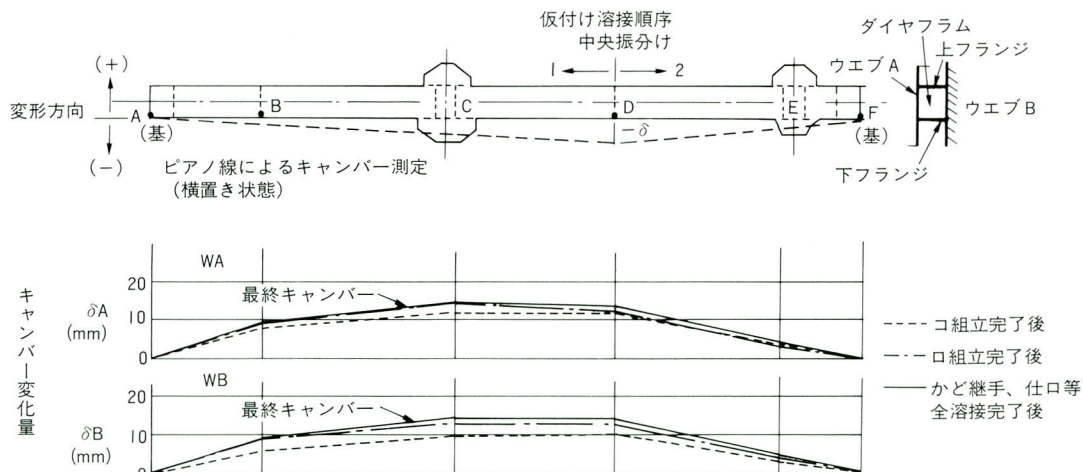 仮付け溶接順序
中央振分け
1 2
ダイヤフラム
上フランジ
ウエブA
ウエブB
下フランジ
(+)
変形方向
(−)
A
(基)
B
C
D
−δ
E
F
(基)
ピアノ線によるキャンバー測定
(横置き状態)
キャンバー変化量
WA
最終キャンバー
δA
(mm)
20
10
0
WB
最終キャンバー
δB
(mm)
20
10
0
コ組立完了後
ロ組立完了後
かど継手、仕口等
全溶接完了後